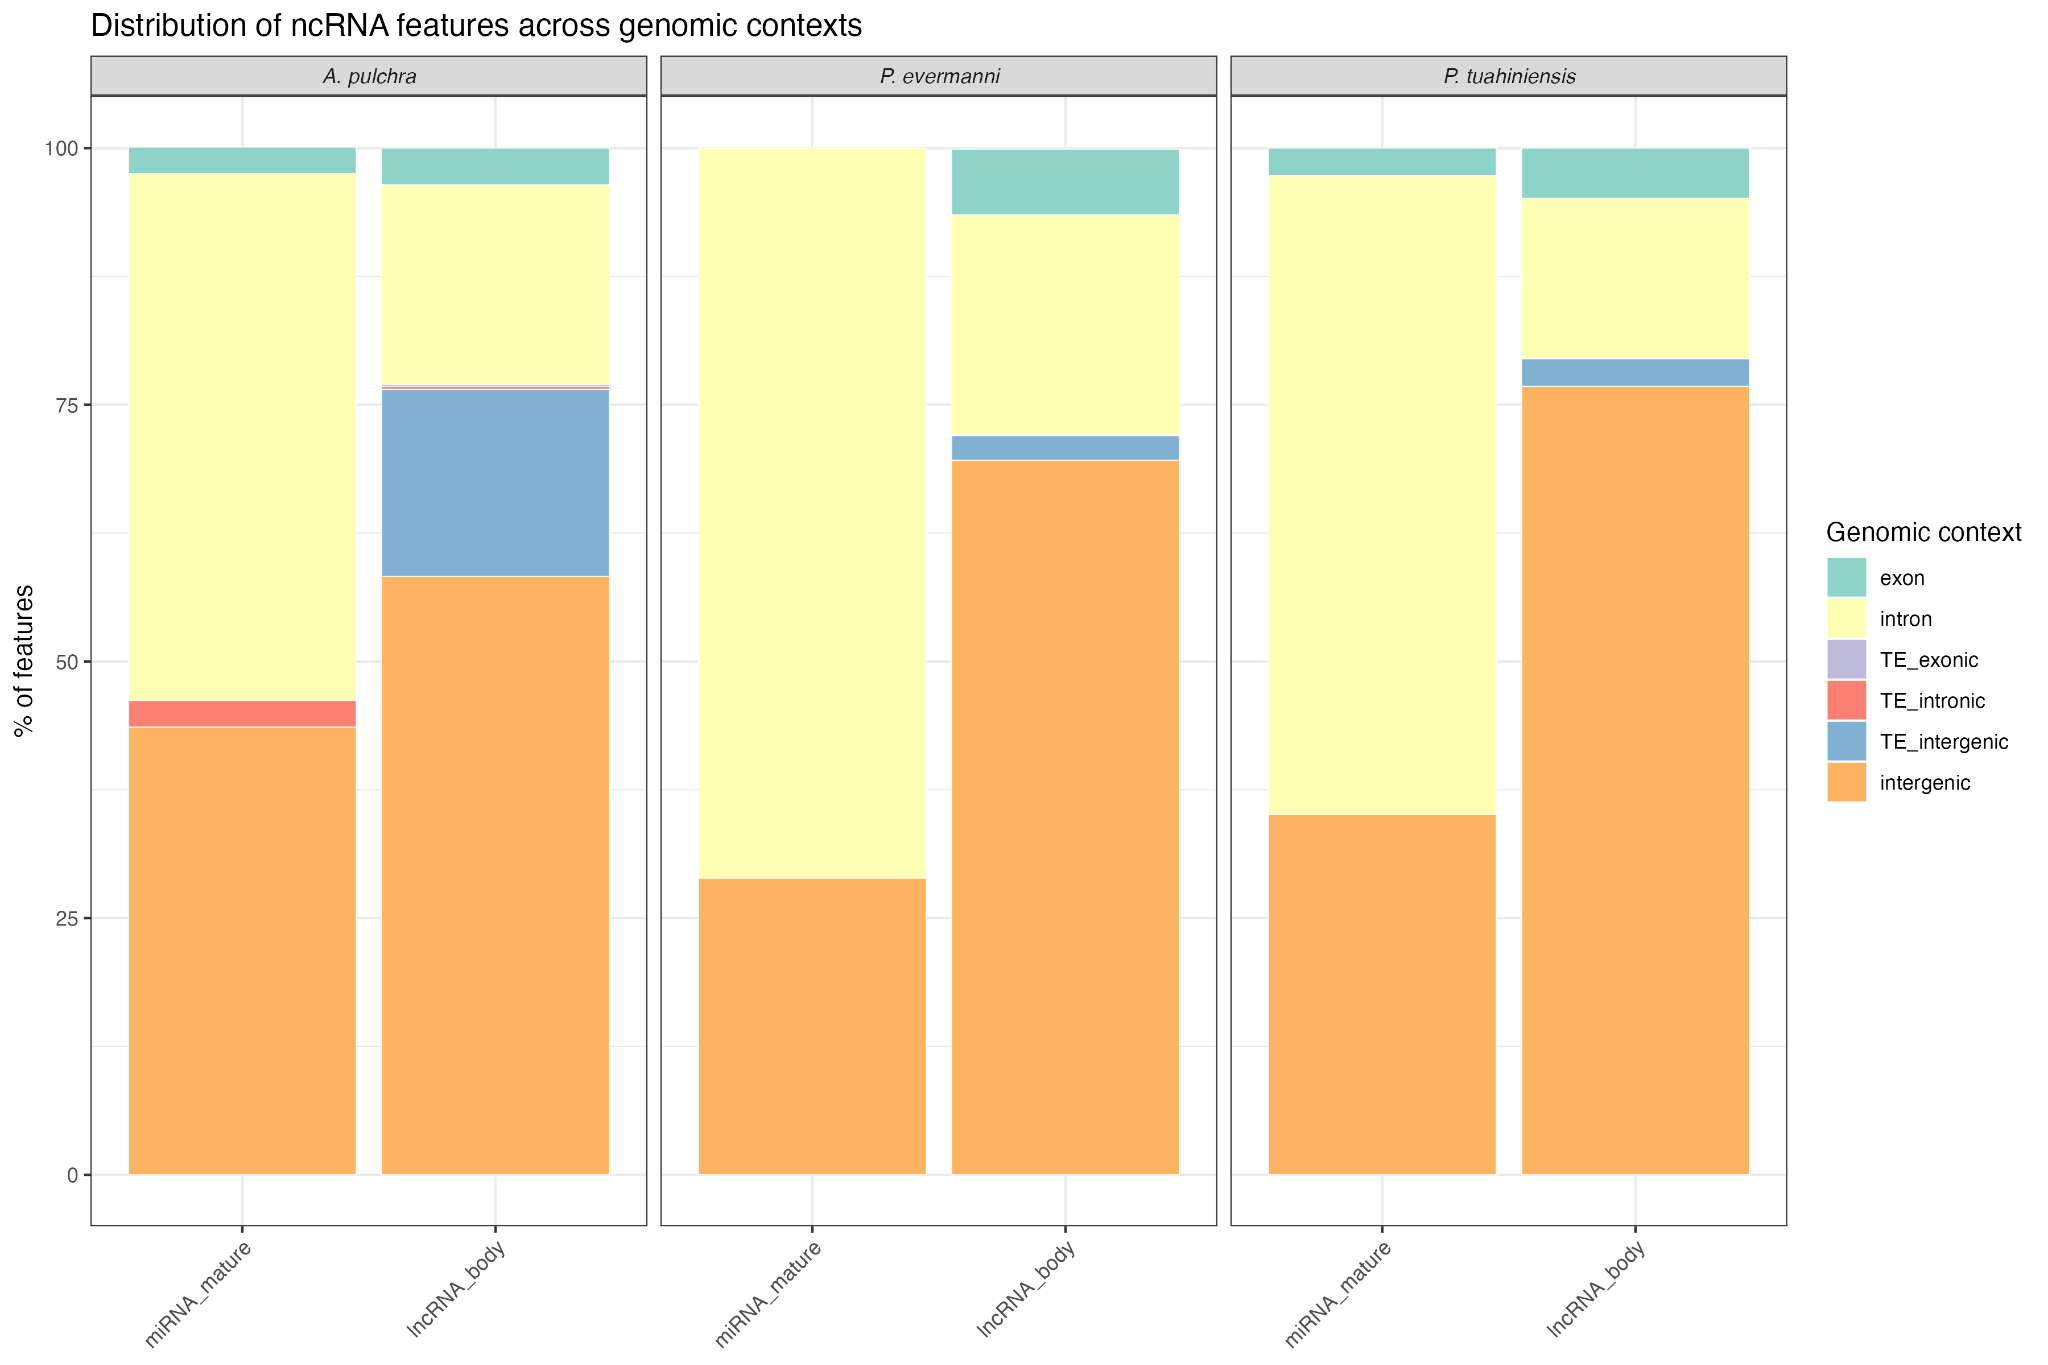 Distribution of ncRNA features across genomic contexts
A. pulchra
P. evermanni
P. tuahiniensis
% of features
100
75
50
25
0
miRNA_mature
lncRNA_body
miRNA_mature
lncRNA_body
miRNA_mature
lncRNA_body
Genomic context
exon
intron
TE_exonic
TE_intronic
TE_intergenic
intergenic